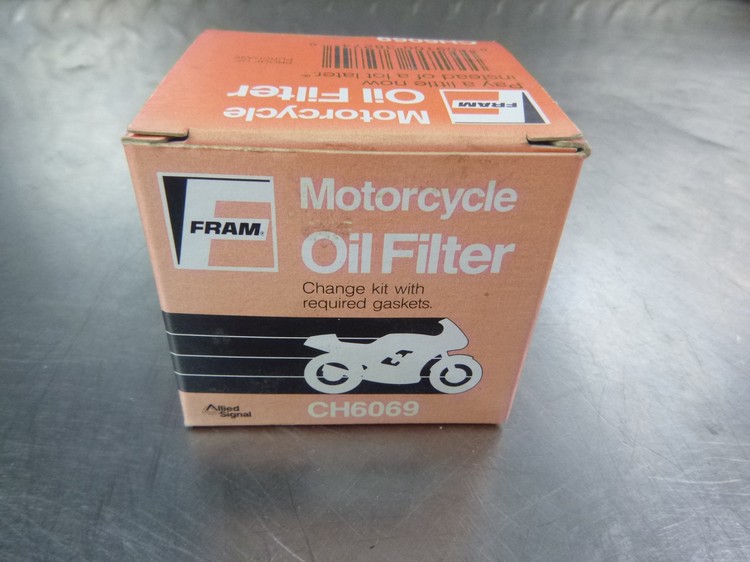 CH6069
Pay a little now
instead of a lot later.
FRAM
Motorcycle
Oil Filter
FRAM
Motorcycle
Oil Filter
Change kit with
required gaskets.
Allied
Signal
CH6069